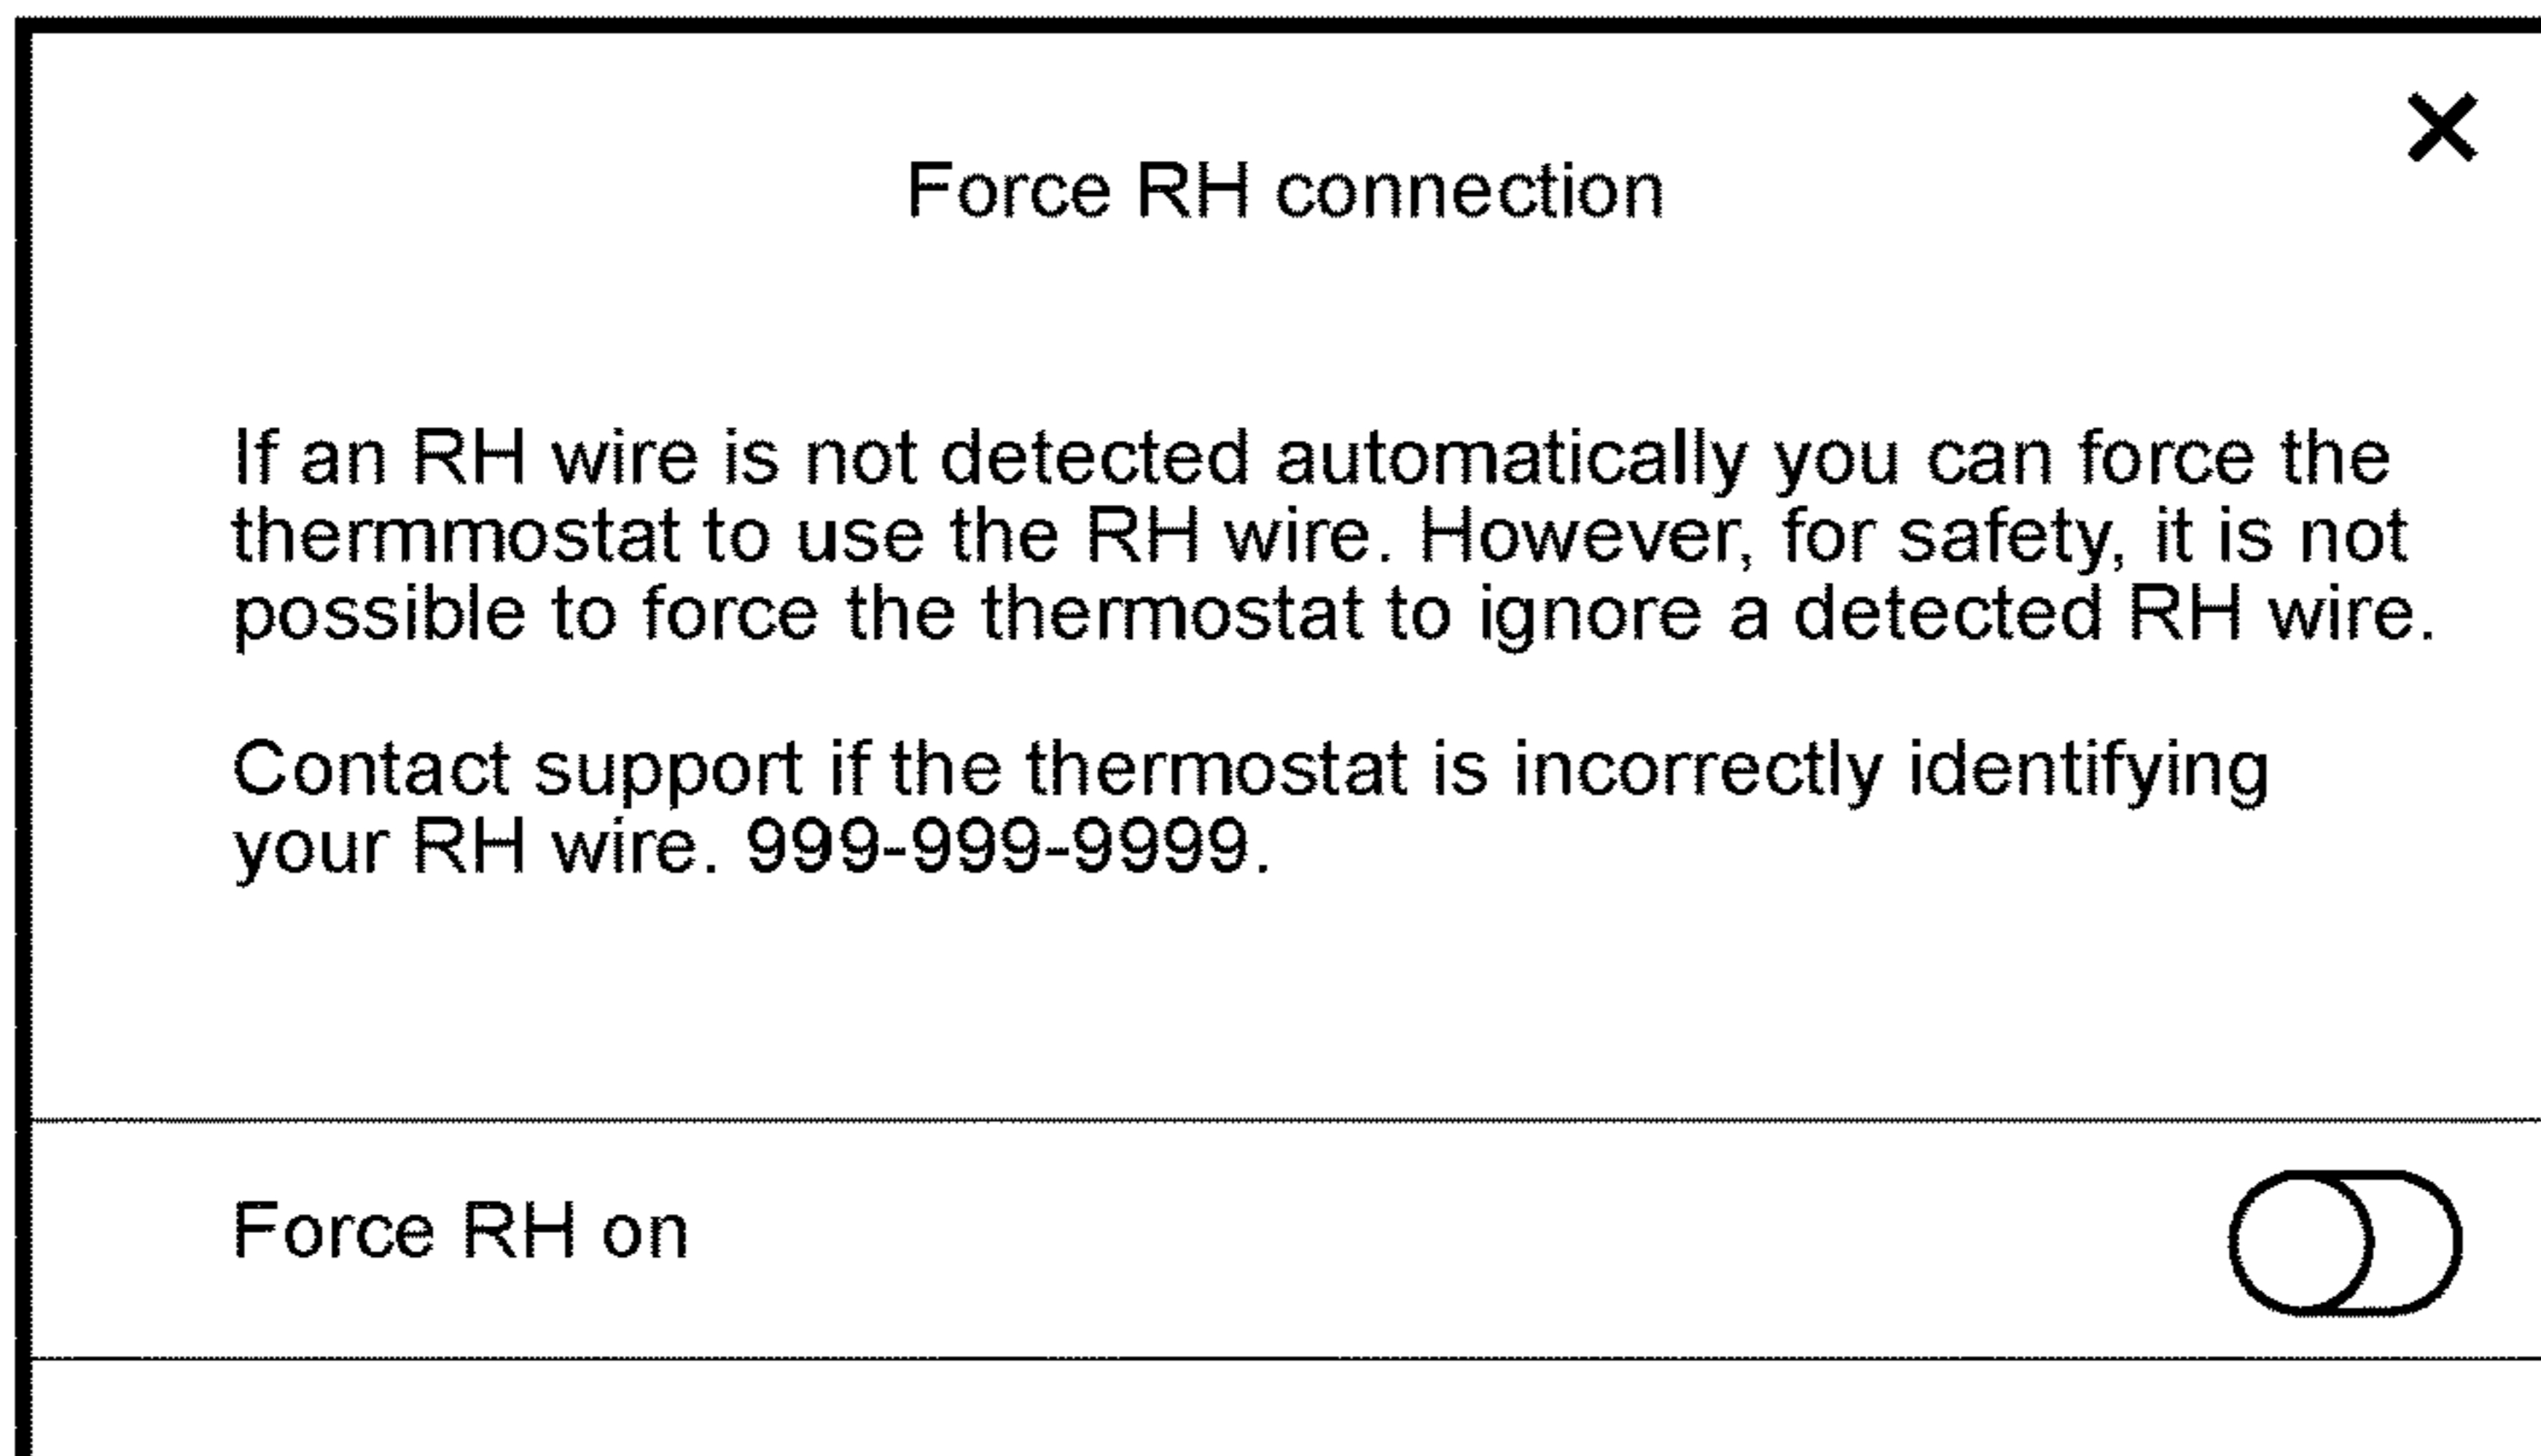 Force RH connection
If an RH wire is not detected automatically you can force the
thermmostat to use the RH wire. However, for safety, it is not
possible to force the thermostat to ignore a detected RH wire.
Contact support if the thermostat is incorrectly identifying
your RH wire. 999-999-9999.
Force RH on